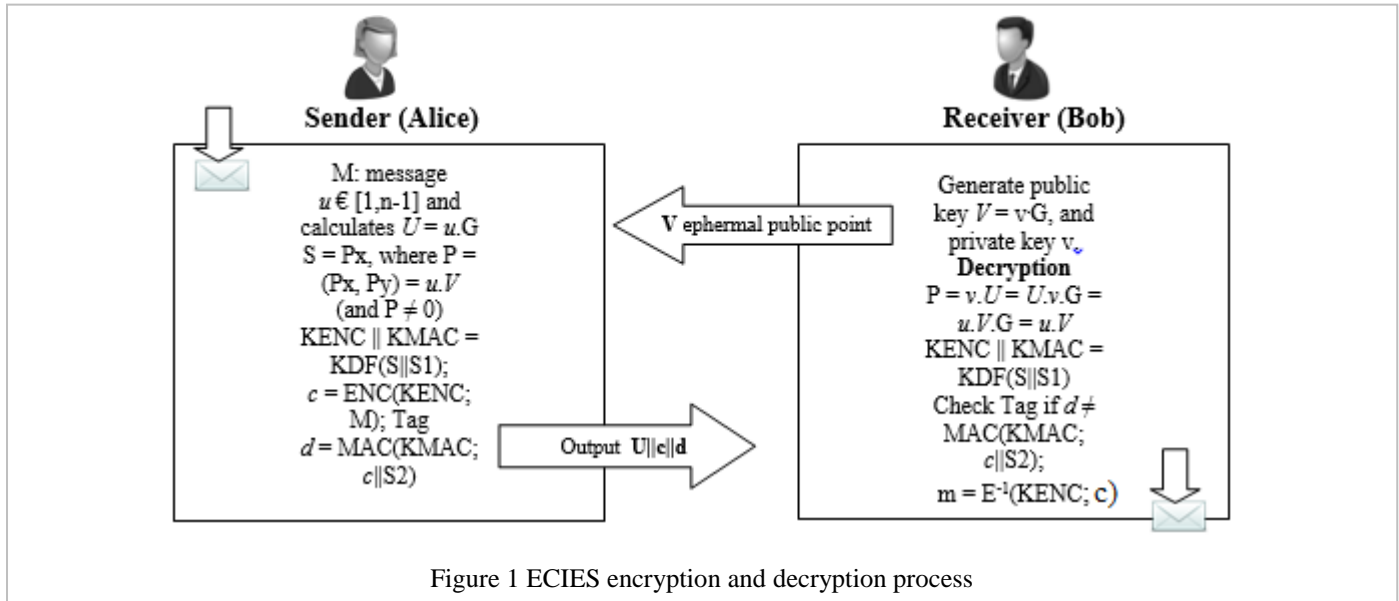 Sender (Alice)
M: message
u € [1,n-1] and
calculates U = u.G
S = Px, where P =
(Px, Py) = u.V
(and P ≠ 0)
KENC || KMAC =
KDF(S||S1);
c = ENC(KENC;
M); Tag
d = MAC(KMAC;
c||S2)
V ephermal public point
Output U||c||d
Receiver (Bob)
Generate public
key V = v·G, and
private key v.
Decryption
P = v.U = U.v.G =
u.V.G = u.V
KENC || KMAC =
KDF(S||S1)
Check Tag if d ≠
MAC(KMAC;
c||S2);
m = E⁻¹(KENC; c)
Figure 1 ECIES encryption and decryption process